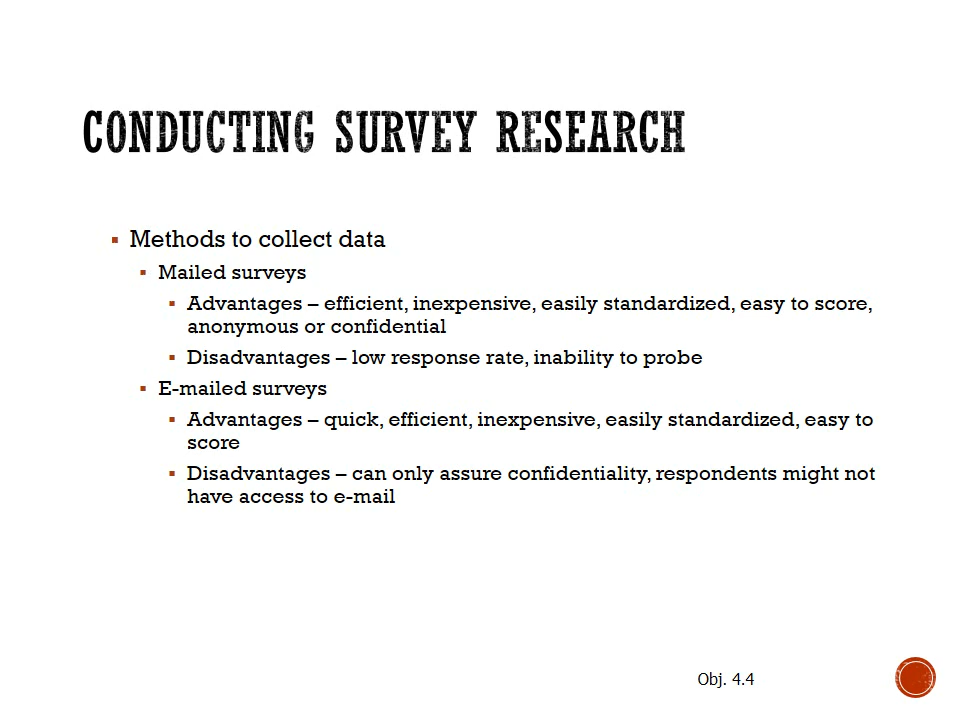 CONDUCTING SURVEY RESEARCH
▪ Methods to collect data
▪ Mailed surveys
▪ Advantages – efficient, inexpensive, easily standardized, easy to score,
anonymous or confidential
▪ Disadvantages – low response rate, inability to probe
▪ E-mailed surveys
▪ Advantages – quick, efficient, inexpensive, easily standardized, easy to
score
▪ Disadvantages – can only assure confidentiality, respondents might not
have access to e-mail
Obj. 4.4